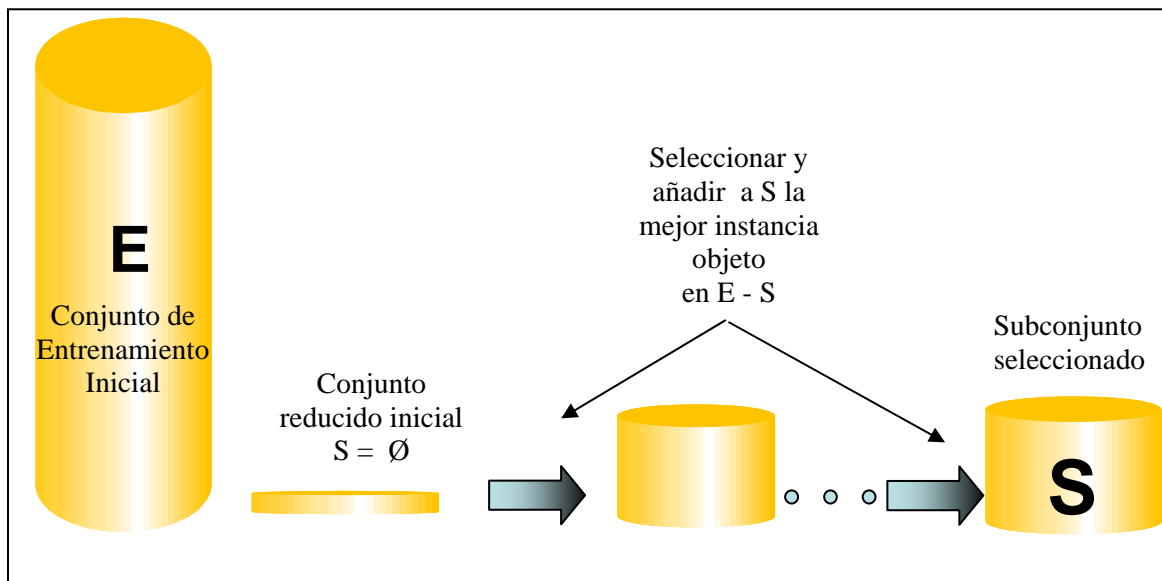 E
Conjunto de
Entrenamiento
Inicial
Conjunto
reducido inicial
S = Ø
Seleccionar y
añadir a S la
mejor instancia
objeto
en E - S
Subconjunto
seleccionado
S